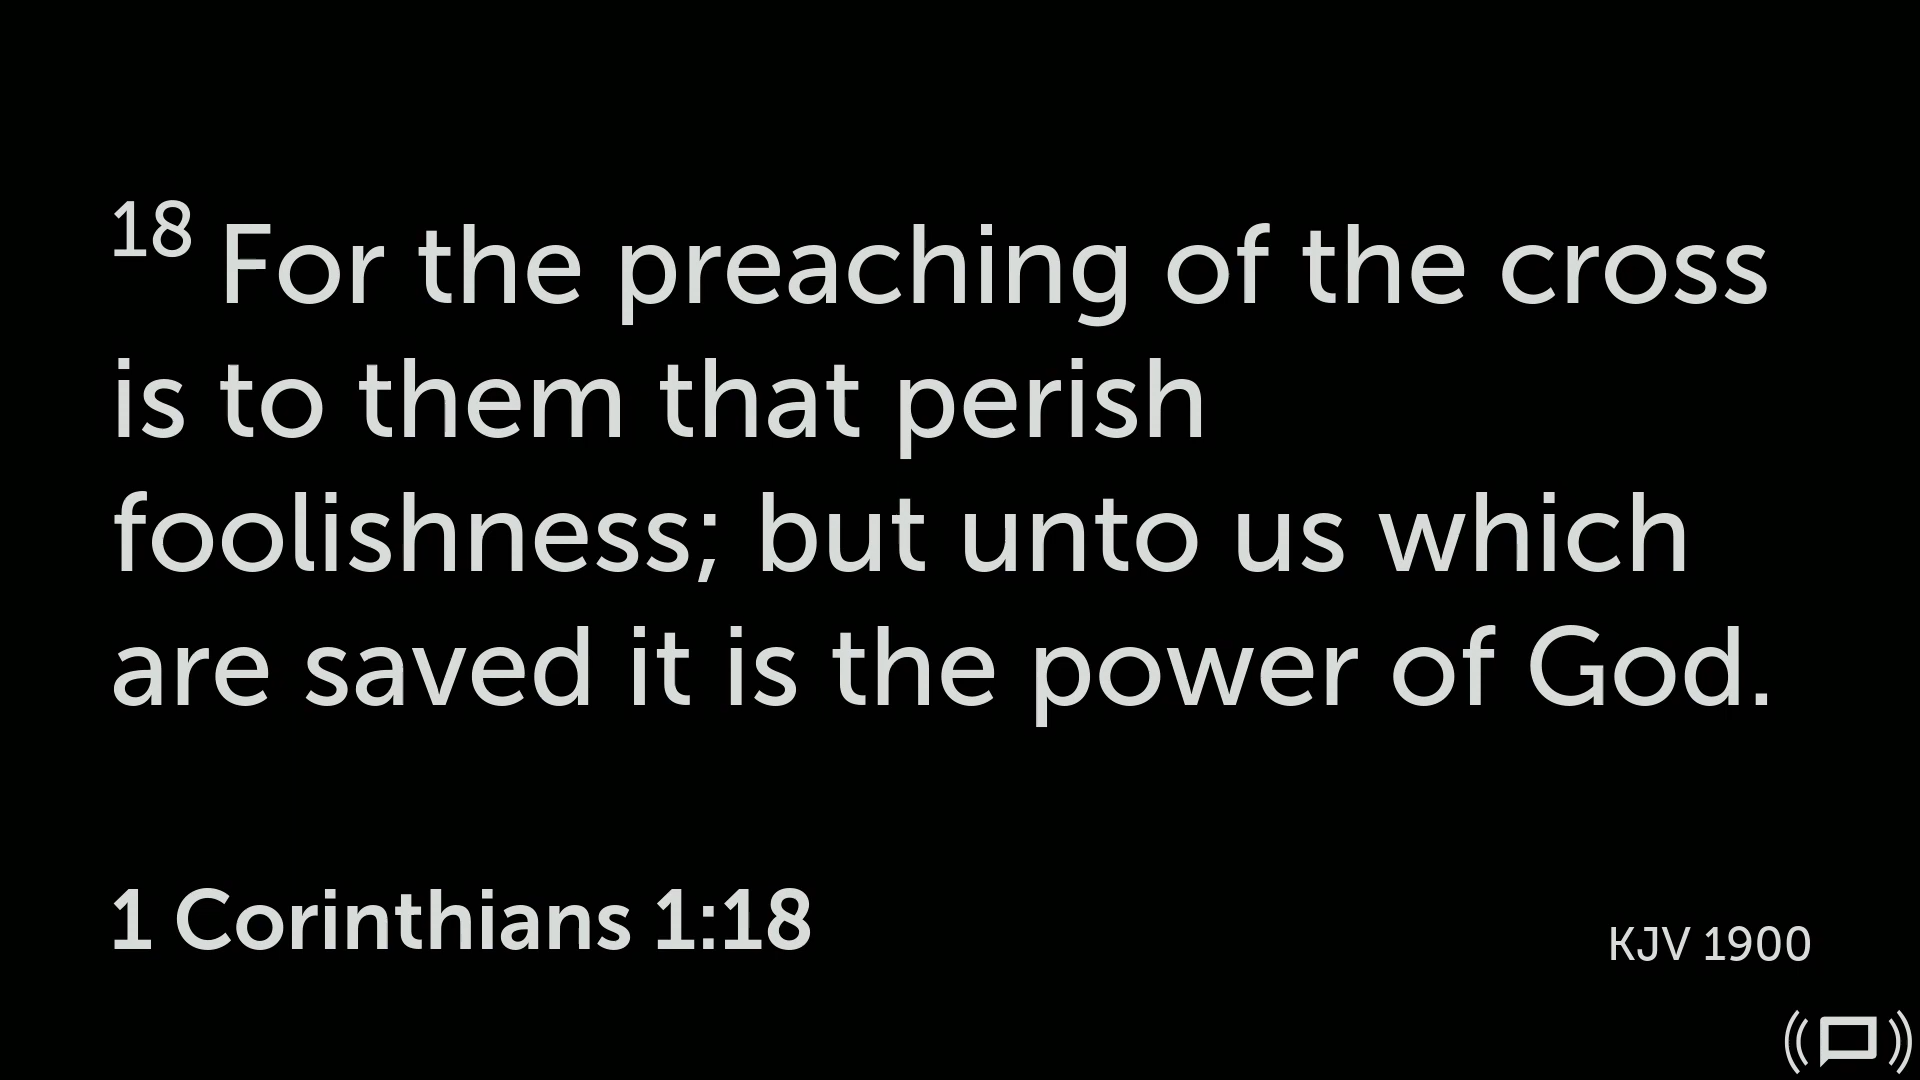 18 For the preaching of the cross
is to them that perish
foolishness; but unto us which
are saved it is the power of God.
1 Corinthians 1:18
KJV 1900